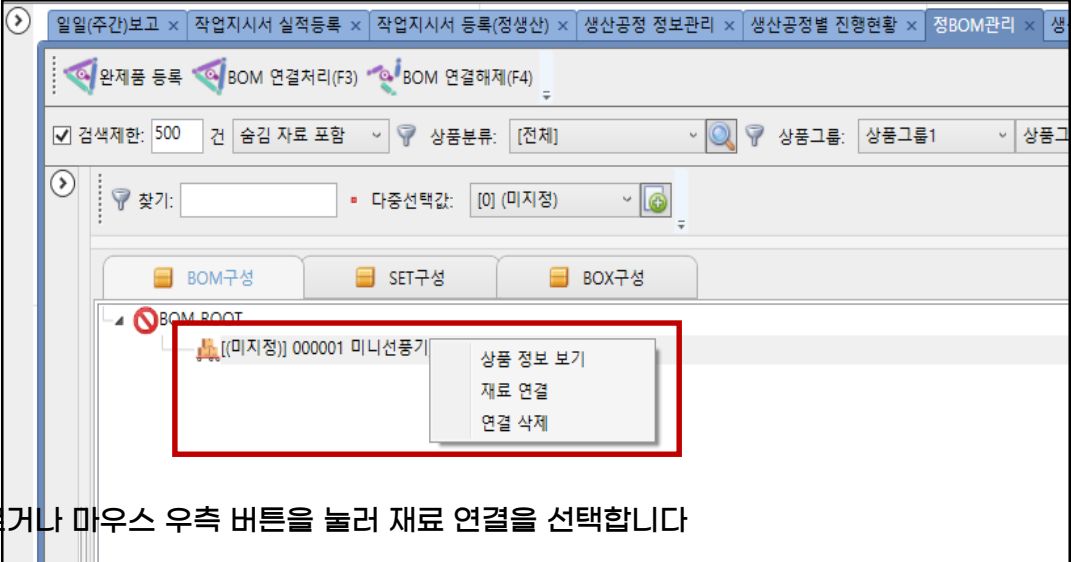 일일(주간)보고 × 작업지시서 실적등록 × 작업지시서 등록(정생산) × 생산공정 정보관리 × 생산공정별 진행현황 × 정BOM관리 ×
완제품 등록 BOM 연결처리(F3) BOM 연결해제(F4)
검색제한: 500 건 숨김 자료 포함 상품분류: [전체] 상품그룹: 상품그룹1
찾기: 다중선택값: [0] (미지정)
BOM구성 SET구성 BOX구성
BOM ROOT
[(미지정)] 000001 미니선풍기
상품 정보 보기
재료 연결
연결 삭제
거나 마우스 우측 버튼을 눌러 재료 연결을 선택합니다